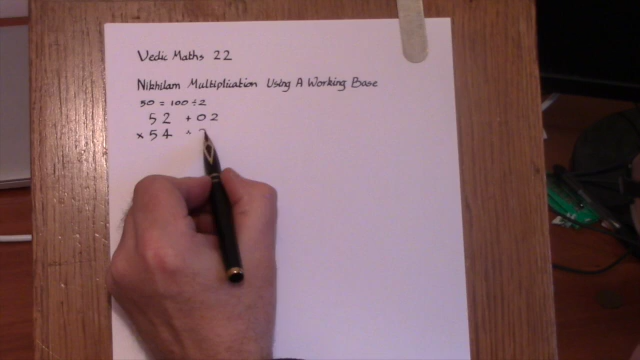 Vedic Maths 22
Nikhilam Multiplication Using A Working Base
50 = 100 ÷ 2
52 + 02
× 54 +